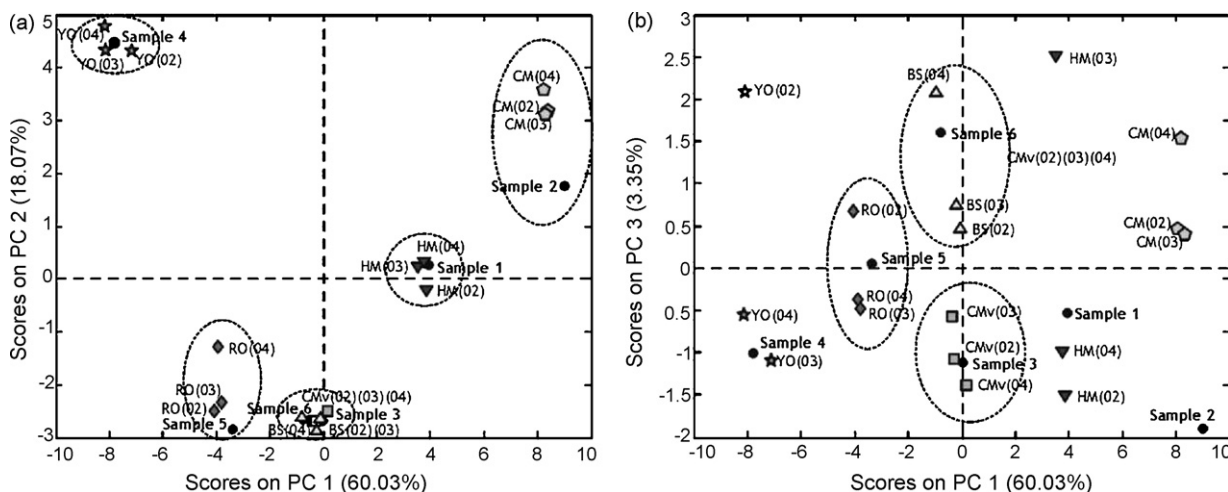 (a)
5
4
3
2
1
0
-1
-2
-3
-10 -8 -6 -4 -2 0 2 4 6 8 10
Scores on PC 2 (18.07%)
Scores on PC 1 (60.03%)
YO(04)
Sample 4
YO(03)
YO(02)
CM(04)
CM(02)
CM(03)
Sample 2
HM(04)
HM(03)
Sample 1
HM(02)
RO(04)
RO(03)
RO(02)
Sample 5
CMv(02)(03)(04)
Sample 6
Sample 3
BS(04)
BS(02)(03)
(b)
3
2.5
2
1.5
1
0.5
0
0.5
-1
-1.5
-2
-10 -8 -6 -4 -2 0 2 4 6 8 10
Scores on PC 3 (3.35%)
Scores on PC 1 (60.03%)
HM(03)
BS(04)
YO(02)
Sample 6
CM(04)
CMv(02)(03)(04)
RO(02)
BS(03)
BS(02)
CM(02)
CM(03)
Sample 5
RO(04)
RO(03)
YO(04)
CMv(03)
Sample 1
Sample 4
YO(03)
CMv(02)
Sample 3
HM(04)
CMv(04)
HM(02)
Sample 2